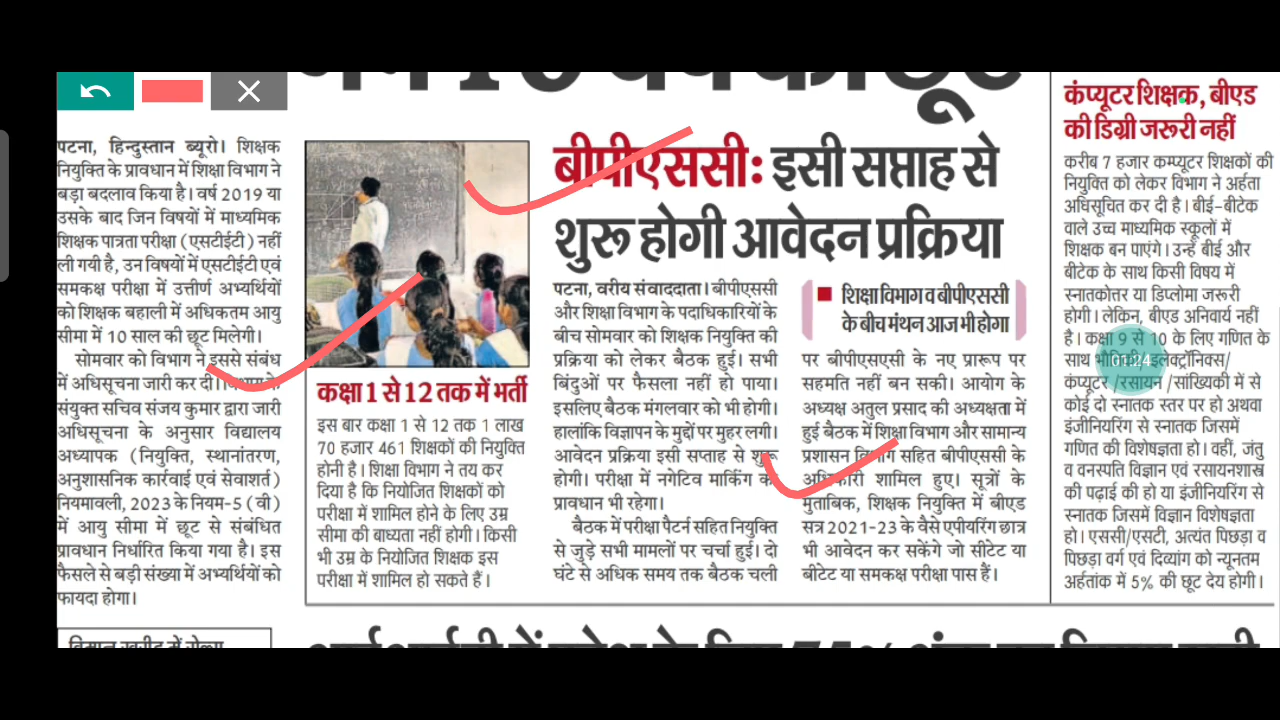 पटना, हिन्दुस्तान ब्यूरो। शिक्षक
नियुक्ति के प्रावधान में शिक्षा विभाग ने
बड़ा बदलाव किया है। वर्ष 2019 या
उसके बाद जिन विषयों में माध्यमिक
शिक्षक पात्रता परीक्षा (एसटीईटी) नहीं
ली गयी है, उन विषयों में एसटीईटी एवं
समकक्ष परीक्षा में उत्तीर्ण अभ्यर्थियों
को शिक्षक बहाली में अधिकतम आयु
सीमा में 10 साल की छूट मिलेगी।
सोमवार को विभाग ने इससे संबंध
में अधिसूचना जारी कर दी। विभाग के
संयुक्त सचिव संजय कुमार द्वारा जारी
अधिसूचना के अनुसार विद्यालय
अध्यापक (नियुक्ति, स्थानांतरण,
अनुशासनिक कार्रवाई एवं सेवाशर्त)
नियमावली, 2023 के नियम-5 (वी)
में आयु सीमा में छूट से संबंधित
प्रावधान निर्धारित किया गया है। इस
फैसले से बड़ी संख्या में अभ्यर्थियों को
फायदा होगा।
कक्षा 1 से 12 तक में भर्ती
इस बार कक्षा 1 से 12 तक 1 लाख
70 हजार 461 शिक्षकों की नियुक्ति
होनी है। शिक्षा विभाग ने तय कर
दिया है कि नियोजित शिक्षकों को
परीक्षा में शामिल होने के लिए उम्र
सीमा की बाध्यता नहीं होगी। किसी
भी उम्र के नियोजित शिक्षक इस
परीक्षा में शामिल हो सकते हैं।
बीपीएससी: इसी सप्ताह से
शुरू होगी आवेदन प्रक्रिया
पटना, वरीय संवाददाता। बीपीएससी
और शिक्षा विभाग के पदाधिकारियों के
बीच सोमवार को शिक्षक नियुक्ति की
प्रक्रिया को लेकर बैठक हुई। सभी
बिंदुओं पर फैसला नहीं हो पाया।
इसलिए बैठक मंगलवार को भी होगी।
हालांकि विज्ञापन के मुद्दों पर मुहर लगी।
आवेदन प्रक्रिया इसी सप्ताह से शुरू
होगी। परीक्षा में नगेटिव मार्किंग का
प्रावधान भी रहेगा।
बैठक में परीक्षा पैटर्न सहित नियुक्ति
से जुड़े सभी मामलों पर चर्चा हुई। दो
घंटे से अधिक समय तक बैठक चली
शिक्षा विभाग व बीपीएससी
के बीच मंथन आज भी होगा
पर बीपीएसएसी के नए प्रारूप पर
सहमति नहीं बन सकी। आयोग के
अध्यक्ष अतुल प्रसाद की अध्यक्षता में
हुई बैठक में शिक्षा विभाग और सामान्य
प्रशासन विभाग सहित बीपीएससी के
अधिकारी शामिल हुए। सूत्रों के
मुताबिक, शिक्षक नियुक्ति में बीएड
सत्र 2021-23 के वैसे एपीयरिंग छात्र
भी आवेदन कर सकेंगे जो सीटेट या
बीटेट या समकक्ष परीक्षा पास हैं।
कंप्यूटर शिक्षक, बीएड
की डिग्री जरूरी नहीं
करीब 7 हजार कम्प्यूटर शिक्षकों की
नियुक्ति को लेकर विभाग ने अर्हता
अधिसूचित कर दी है। बीई-बीटेक
वाले उच्च माध्यमिक स्कूलों में
शिक्षक बन पाएंगे। उन्हें बीई और
बीटेक के साथ किसी विषय में
स्नातकोत्तर या डिप्लोमा जरूरी
होगी। लेकिन, बीएड अनिवार्य नहीं
है। कक्षा 9 से 10 के लिए गणित के
साथ भौतिकी/इलेक्ट्रॉनिक्स/
कंप्यूटर/रसायन/सांख्यिकी में से
कोई दो स्नातक स्तर पर हो अथवा
इंजीनियरिंग से स्नातक जिसमें
गणित की विशेषज्ञता हो। वहीं, जंतु
व वनस्पति विज्ञान एवं रसायनशास्त्र
की पढ़ाई की हो या इंजीनियरिंग से
स्नातक जिसमें विज्ञान विशेषज्ञता
हो। एससी/एसटी, अत्यंत पिछड़ा व
पिछड़ा वर्ग एवं दिव्यांग को न्यूनतम
अर्हतांक में 5% की छूट देय होगी।